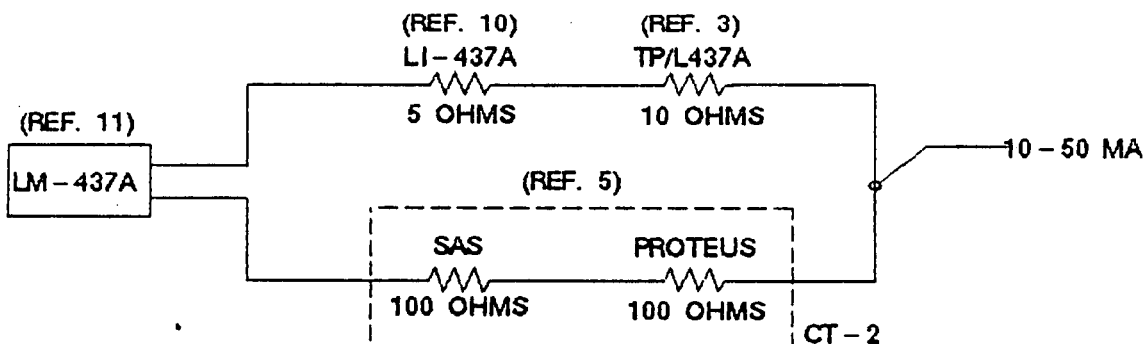 (REF. 10)
LI-437A
5 OHMS
(REF. 3)
TP/L437A
10 OHMS
(REF. 11)
LM-437A
10-50 MA
(REF. 5)
SAS
100 OHMS
PROTEUS
100 OHMS
CT-2